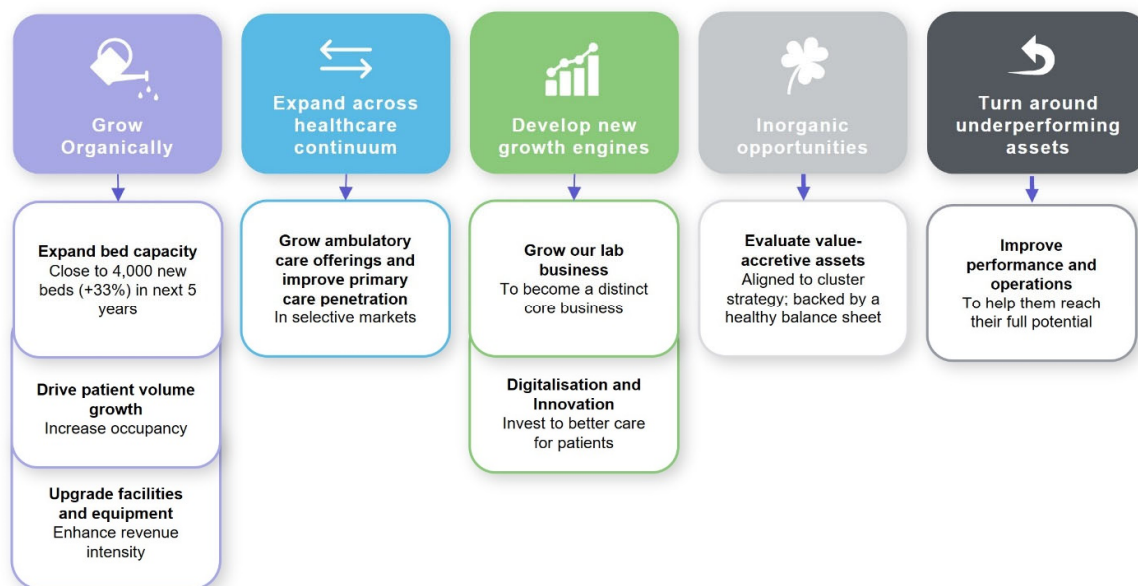 Grow
Organically
Expand across
healthcare
continuum
Develop new
growth engines
Inorganic
opportunities
Turn around
underperforming
assets
Expand bed capacity
Close to 4,000 new
beds (+33%) in next 5
years
Drive patient volume
growth
Increase occupancy
Upgrade facilities
and equipment
Enhance revenue
intensity
Grow ambulatory
care offerings and
improve primary
care penetration
In selective markets
Grow our lab
business
To become a distinct
core business
Digitalisation and
Innovation
Invest to better care
for patients
Evaluate value-
accretive assets
Aligned to cluster
strategy; backed by a
healthy balance sheet
Improve
performance and
operations
To help them reach
their full potential